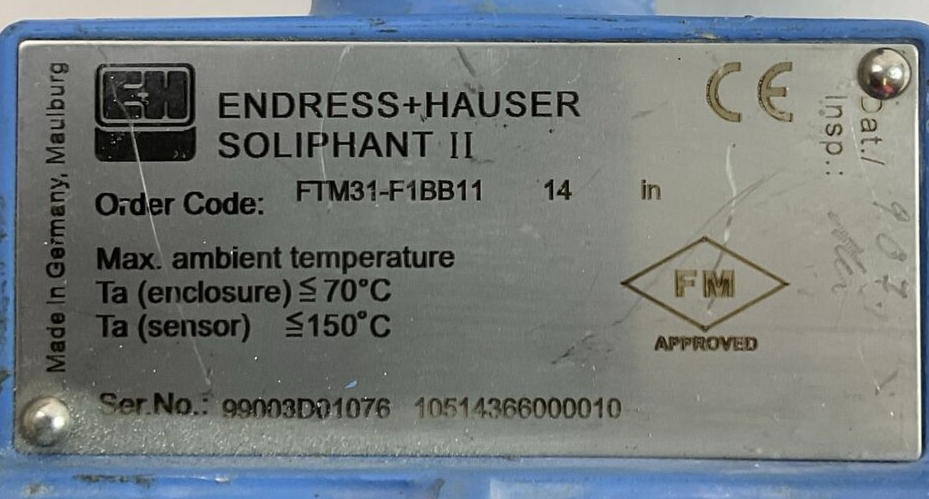 Made In Germany, Maulburg
E+H
ENDRESS+HAUSER
SOLIPHANT II
CE
Dat./
Insp.:
Order Code: FTM31-F1BB11 14 in
Max. ambient temperature
Ta (enclosure) ≦ 70°C
Ta (sensor) ≦150°C
FM
APPROVED
Ser.No.: 99003D01076 10514366000010